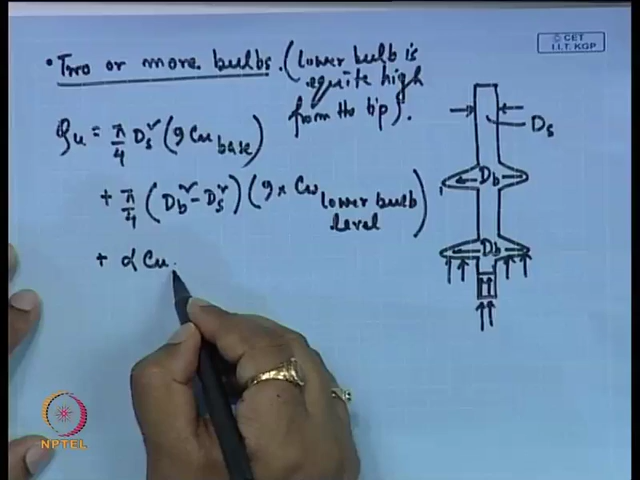 • Two or more bulbs. (lower bulb is
quite high
from the tip).
Qu = π/4 Ds² (9 Cu base)
+ π/4 (Db² - Ds²) (9 × Cu lower bulb
level)
+ α Cu.
Ds
Db
Db
© CET
I.I.T. KGP
NPTEL